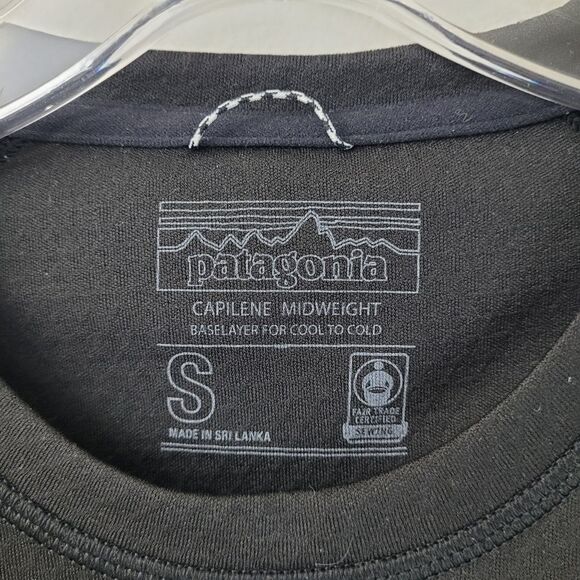 patagonia
CAPILENE MIDWEIGHT
BASELAYER FOR COOL TO COLD
S
MADE IN SRI LANKA
FAIR TRADE
CERTIFIED
SEWING